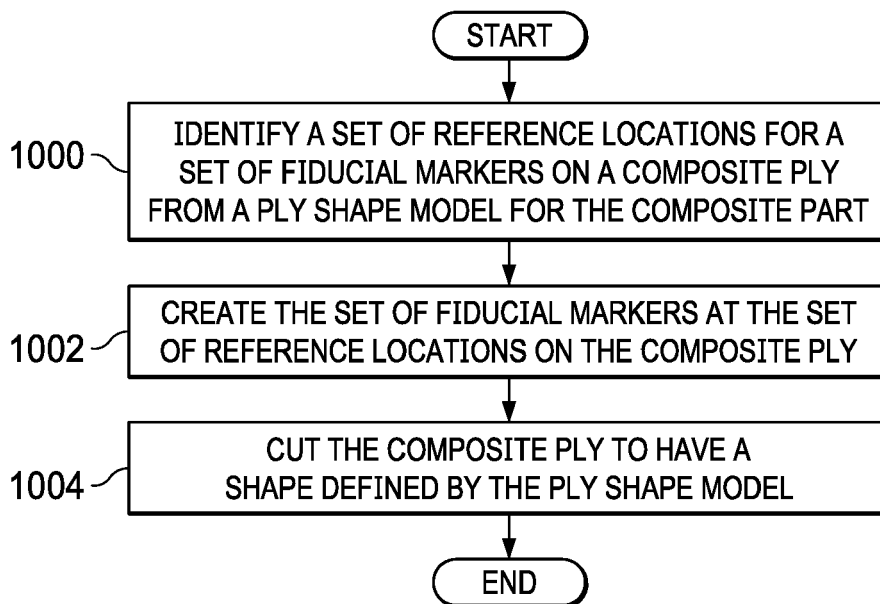 START
1000
IDENTIFY A SET OF REFERENCE LOCATIONS FOR A
SET OF FIDUCIAL MARKERS ON A COMPOSITE PLY
FROM A PLY SHAPE MODEL FOR THE COMPOSITE PART
1002
CREATE THE SET OF FIDUCIAL MARKERS AT THE SET
OF REFERENCE LOCATIONS ON THE COMPOSITE PLY
1004
CUT THE COMPOSITE PLY TO HAVE A
SHAPE DEFINED BY THE PLY SHAPE MODEL
END